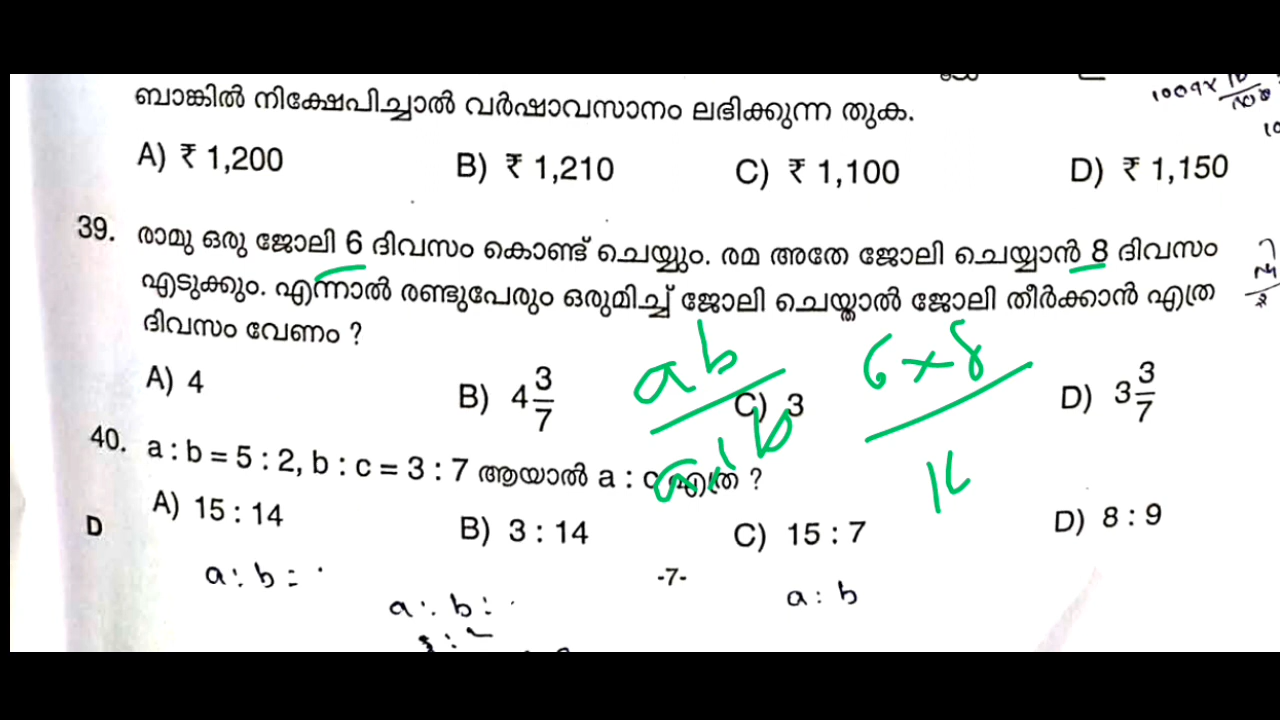 ബാങ്കിൽ നിക്ഷേപിച്ചാൽ വർഷാവസാനം ലഭിക്കുന്ന തുക.
A) ₹ 1,200 B) ₹ 1,210 C) ₹ 1,100 D) ₹ 1,150
39. രാമു ഒരു ജോലി 6 ദിവസം കൊണ്ട് ചെയ്യും. രമ അതേ ജോലി ചെയ്യാൻ 8 ദിവസം
എടുക്കും. എന്നാൽ രണ്ടുപേരും ഒരുമിച്ച് ജോലി ചെയ്താൽ ജോലി തീർക്കാൻ എത്ര
ദിവസം വേണം ?
ab
6 x 8
A) 4 B) 4 3/7 C) 3 D) 3 3/7
a+b
40. a : b = 5 : 2, b : c = 3 : 7 ആയാൽ a : c എത്ര ?
A) 15 : 14 B) 3 : 14 C) 15 : 7 D) 8 : 9
D
-7-
a : b =
a : b :
a : b